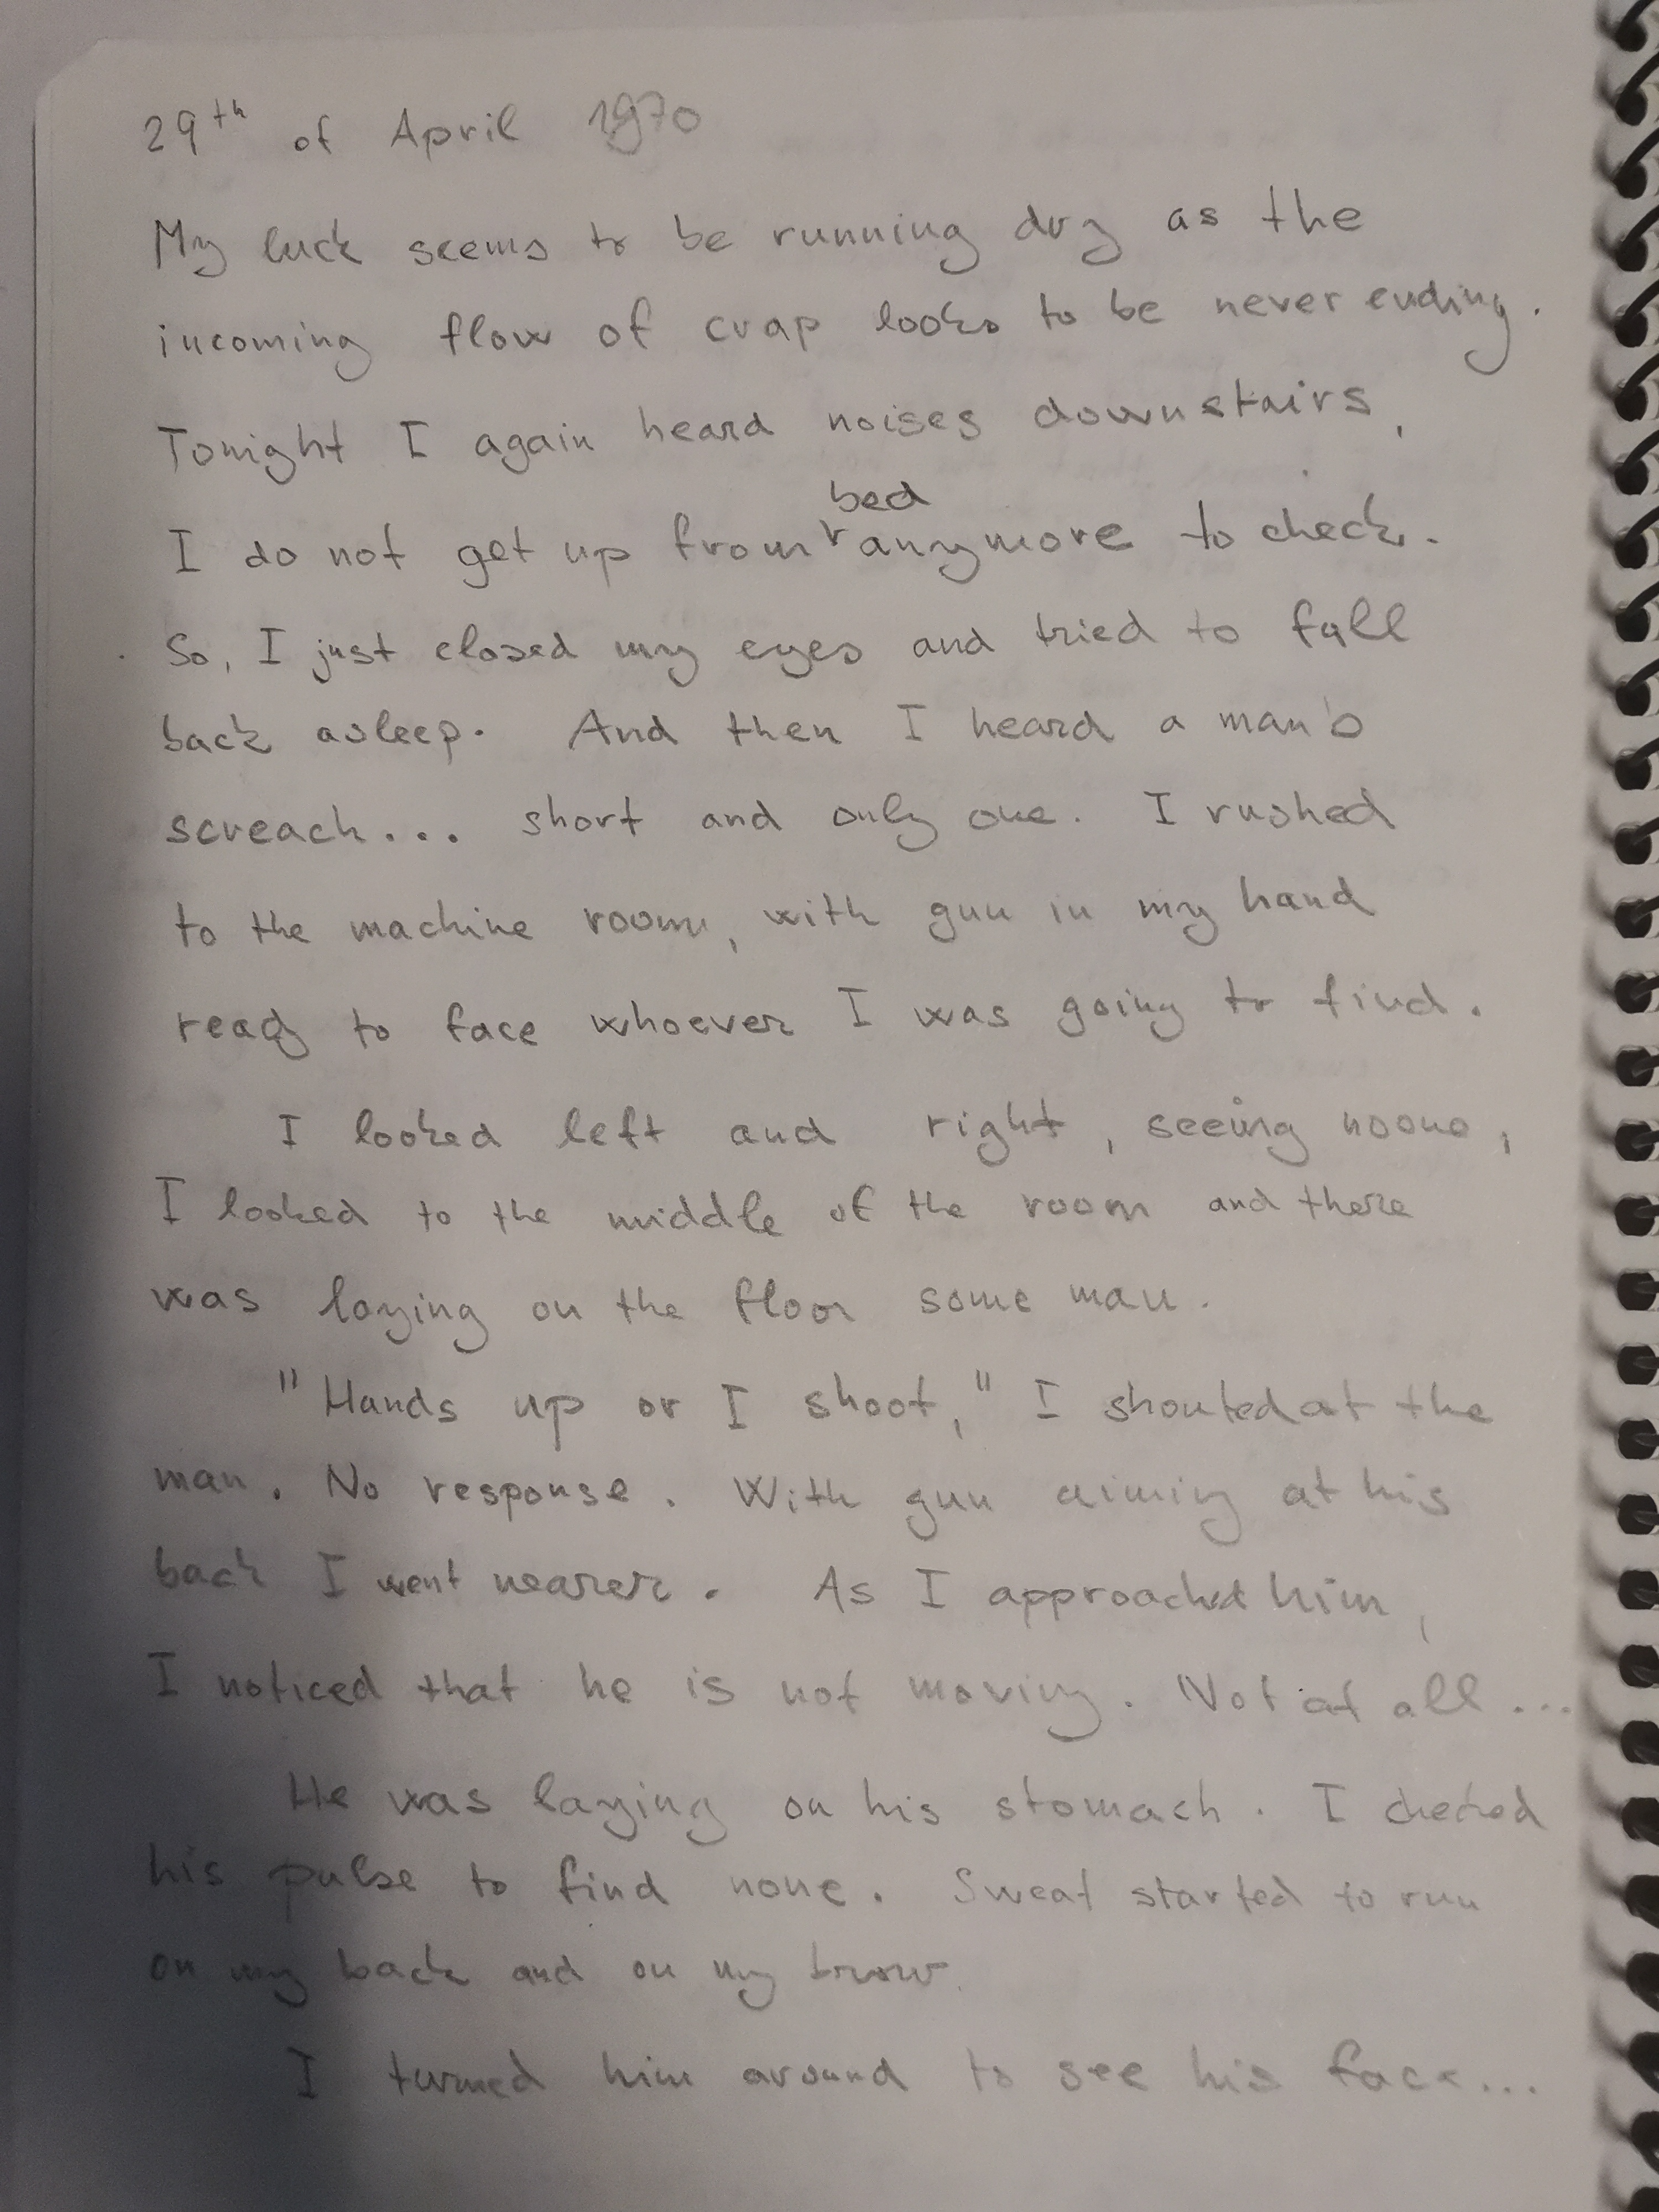 29th of April 1970
My luck seems to be running dry as the
incoming flow of crap looks to be never ending.
Tonight I again heard noises downstairs,
bed
I do not get up from anymore to check.
So, I just closed my eyes and tried to fall
back asleep. And then I heard a man's
screach... short and only one. I rushed
to the machine room, with gun in my hand
ready to face whoever I was going to find.
I looked left and right, seeing noone,
I looked to the middle of the room and there
was laying on the floor some man.
"Hands up or I shoot," I shouted at the
man. No response. With gun aiming at his
back I went nearer. As I approached him,
I noticed that he is not moving. Not at all...
He was laying on his stomach. I checked
his pulse to find none. Sweat started to run
on my back and on my brow.
I turned him around to see his face...